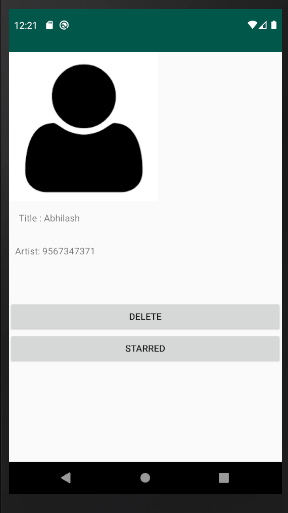 12:21
Title : Abhilash
Artist: 9567347371
DELETE
STARRED